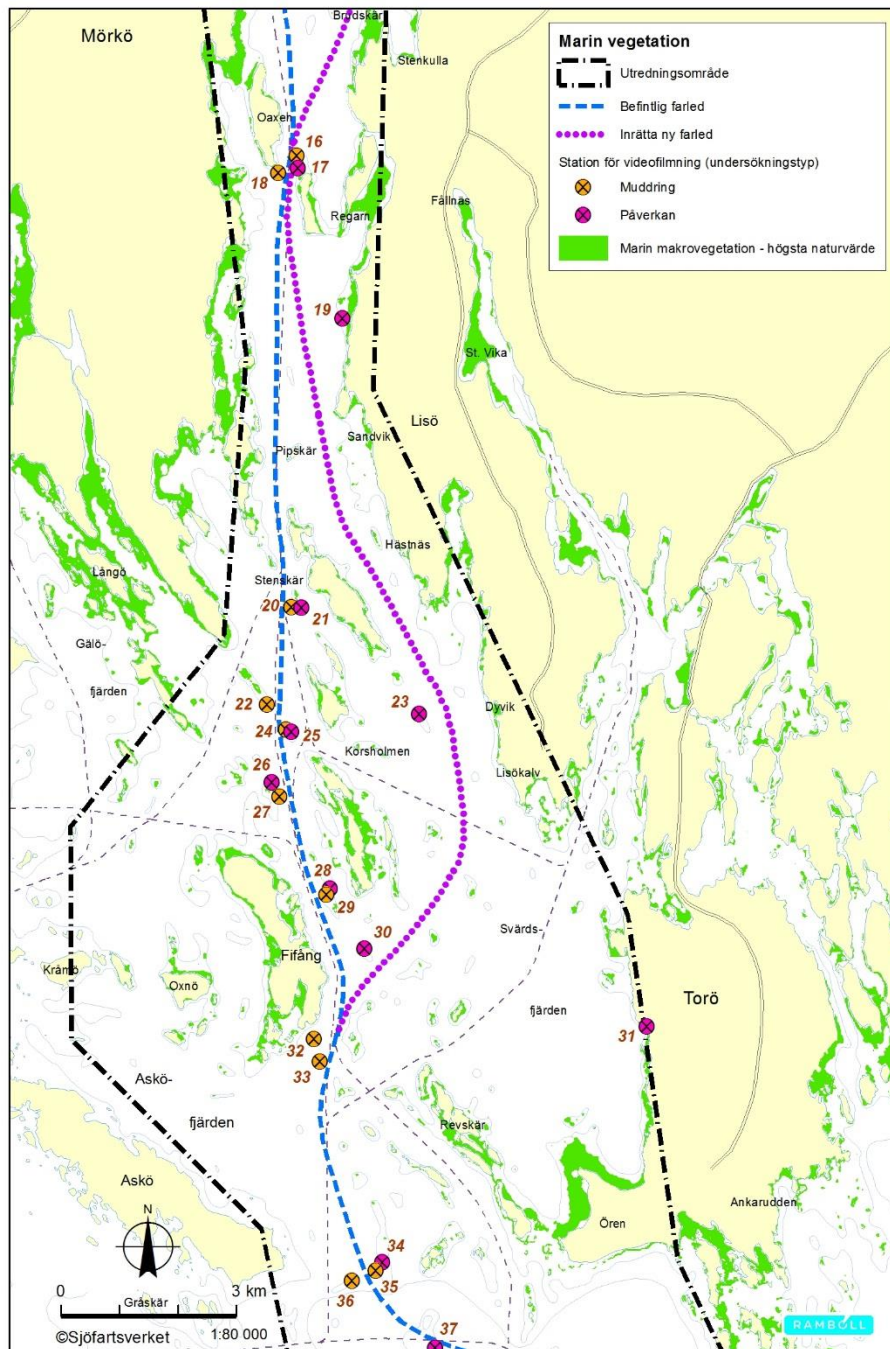 Mörkö
Brudskär
Stenkulla
Oaxen
16
17
18
Regarn
Fållnäs
19
St. Vika
Lisö
Sandvik
Pipskär
Hästnäs
Långö
Stenskär
20
21
Gälö-
fjärden
22
23
24
25
Dyvik
Korsholmen
Lisökalv
26
27
28
29
30
Svärds-
fjärden
Fifång
Kråmö
Oxnö
Torö
31
32
33
Askö-
fjärden
Revskär
Askö
Ankarudden
Ören
34
35
36
37
Marin vegetation
Utredningsområde
Befintlig farled
Inrätta ny farled
Station för videofilmning (undersökningstyp)
Muddring
Påverkan
Marin makrovegetation - högsta naturvärde
N
0 3 km
Gråskär
©Sjöfartsverket 1:80 000
RAMBOLL